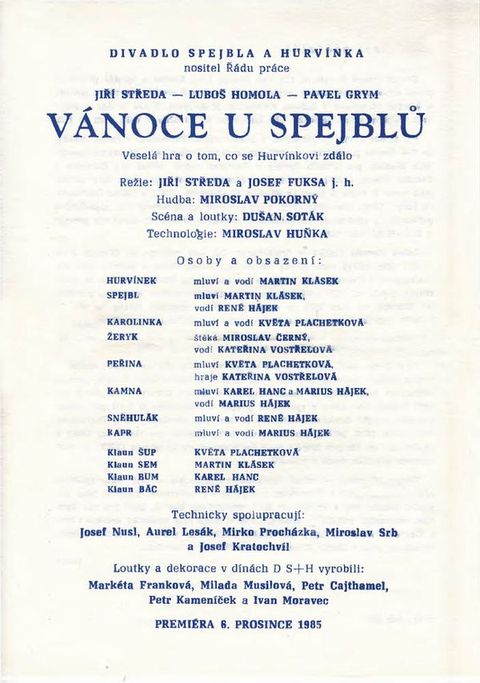 DIVADLO SPEJBLA A HURVÍNKA
nositel Řádu práce
JIŘÍ STŘEDA — LUBOŠ HOMOLA — PAVEL GRYM
VÁNOCE U SPEJBLŮ
Veselá hra o tom, co se Hurvínkovi zdálo
Režie: JIŘÍ STŘEDA a JOSEF FUKSA j. h.
Hudba: MIROSLAV POKORNÝ
Scéna a loutky: DUŠAN SOTÁK
Technologie: MIROSLAV HUŇKA
Osoby a obsazení:
HURVÍNEK mluví a vodí MARTIN KLÁSEK
SPEJBL mluví MARTIN KLÁSEK,
vodí RENÉ HÁJEK
KAROLINKA mluví a vodí KVĚTA PLACHETKOVÁ
ŽERYK štěká MIROSLAV ČERNÝ,
vodí KATEŘINA VOSTŘELOVÁ
PEŘINA mluví KVĚTA PLACHETKOVÁ,
hraje KATEŘINA VOSTŘELOVÁ
KAMNA mluví KAREL HANC a MARIUS HÁJEK,
vodí MARIUS HÁJEK
SNĚHULÁK mluví a vodí RENÉ HÁJEK
KAPR mluví a vodí MARIUS HÁJEK
Klaun ŠUP KVĚTA PLACHETKOVÁ
Klaun SEM MARTIN KLÁSEK
Klaun BUM KAREL HANC
Klaun BÁC RENÉ HÁJEK
Technicky spolupracují:
Josef Nusl, Aurel Lesák, Mirko Procházka, Miroslav Srb
a Josef Kratochvíl
Loutky a dekorace v dínách D S+H vyrobili:
Markéta Franková, Milada Musilová, Petr Cajthamel,
Petr Kameníček a Ivan Moravec
PREMIÉRA 6. PROSINCE 1985